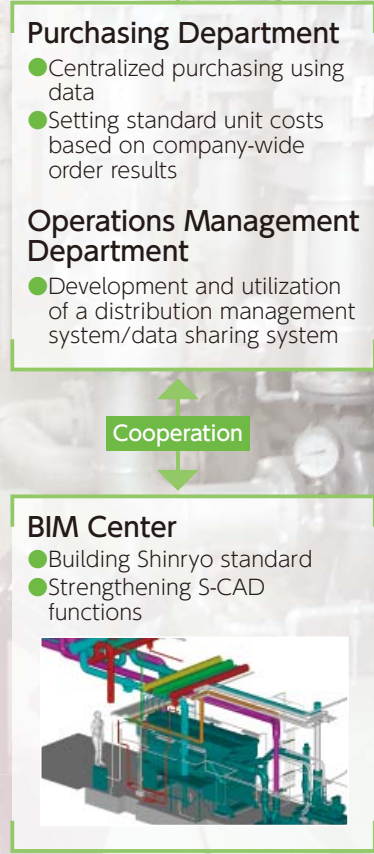 Purchasing Department
●Centralized purchasing using
data
●Setting standard unit costs
based on company-wide
order results
Operations Management
Department
●Development and utilization
of a distribution management
system/data sharing system
Cooperation
BIM Center
●Building Shinryo standard
●Strengthening S-CAD
functions